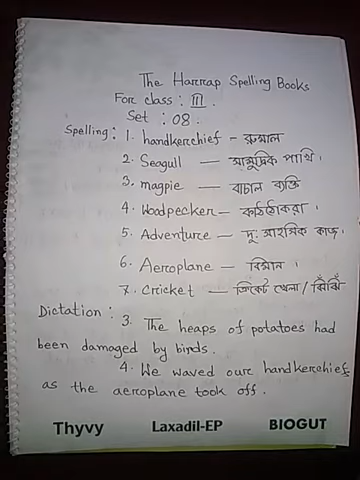 The Harrap Spelling Books
For class : III.
Set : 08.
Spelling : 1. handkerchief - রুমাল
2. Seagull — সামুদ্রিক পাখি।
3. magpie — বাচাল ব্যক্তি
4. Woodpecker - কাঠঠোকরা।
5. Adventure - দুঃসাহসিক কাজ।
6. Aeroplane - বিমান।
7. Cricket - ক্রিকেট খেলা/ঝিঁঝিঁ
Dictation : 3. The heaps of potatoes had
been damaged by birds.
4. We waved our handkerchiefs
as the aeroplane took off.
Thyvy Laxadil-EP BIOGUT